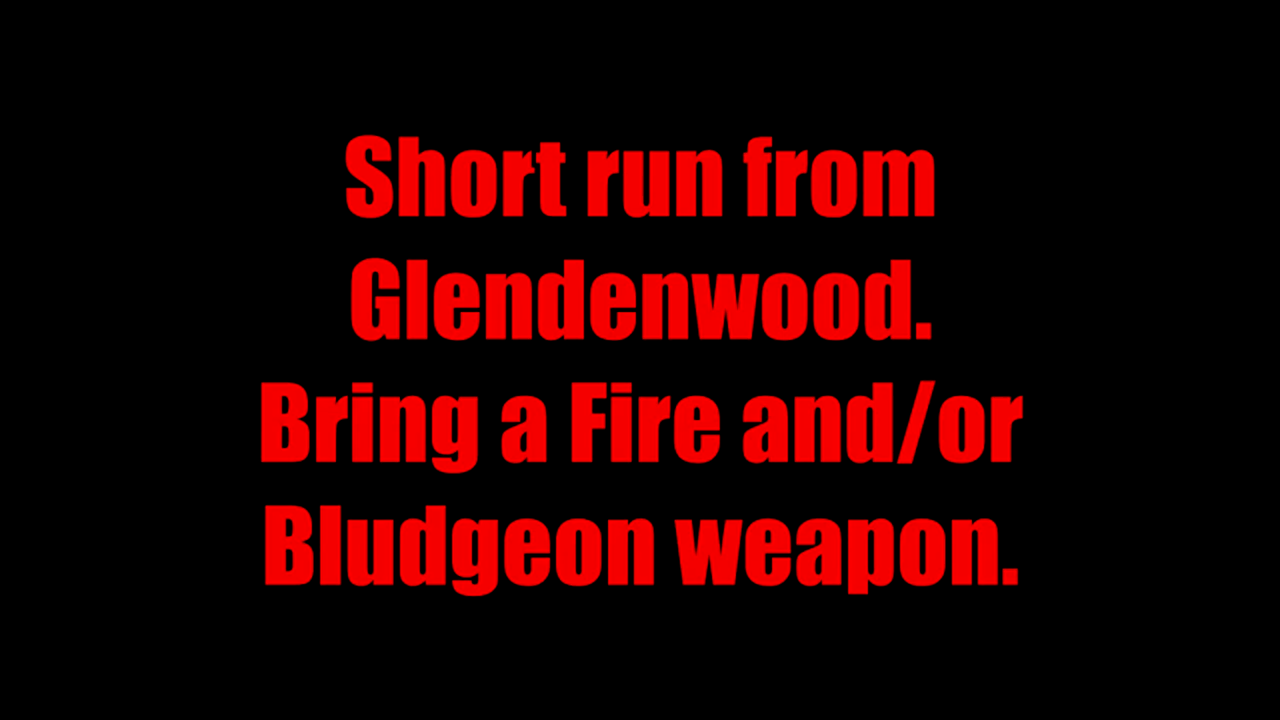 Short run from
Glendenwood.
Bring a Fire and/or
Bludgeon weapon.